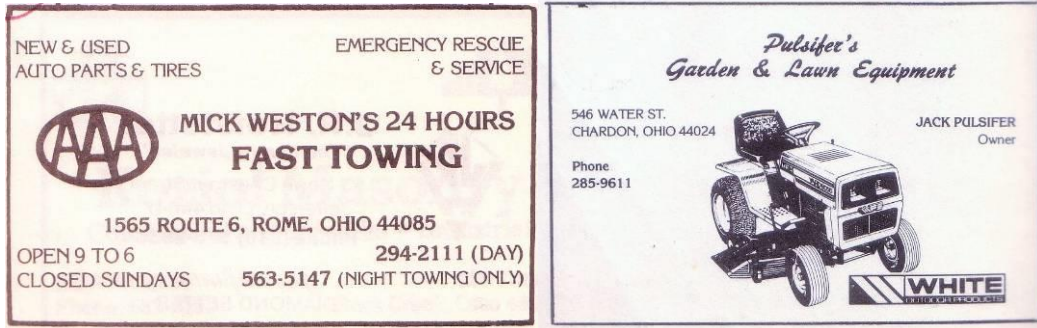 NEW & USED
AUTO PARTS & TIRES
EMERGENCY RESCUE
& SERVICE
AAA
MICK WESTON'S 24 HOURS
FAST TOWING
1565 ROUTE 6, ROME, OHIO 44085
OPEN 9 TO 6
CLOSED SUNDAYS
294-2111 (DAY)
563-5147 (NIGHT TOWING ONLY)
Pulsifer's
Garden & Lawn Equipment
546 WATER ST.
CHARDON, OHIO 44024
Phone
285-9611
JACK PULSIFER
Owner
WHITE
OUTDOOR PRODUCTS